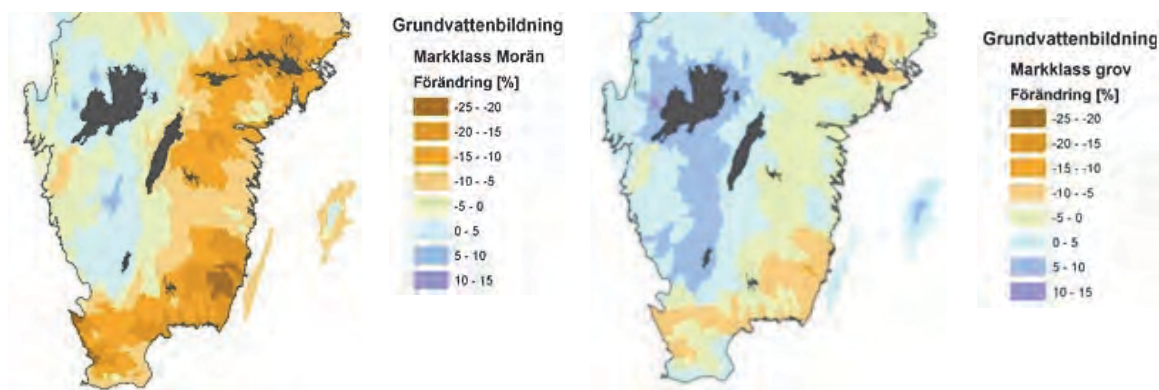 Grundvattenbildning
Markklass Morän
Förändring [%]
-25 - -20
-20 - -15
-15 - -10
-10 - -5
-5 - 0
0 - 5
5 - 10
10 - 15
Grundvattenbildning
Markklass grov
Förändring [%]
-25 - -20
-20 - -15
-15 - -10
-10 - -5
-5 - 0
0 - 5
5 - 10
10 - 15